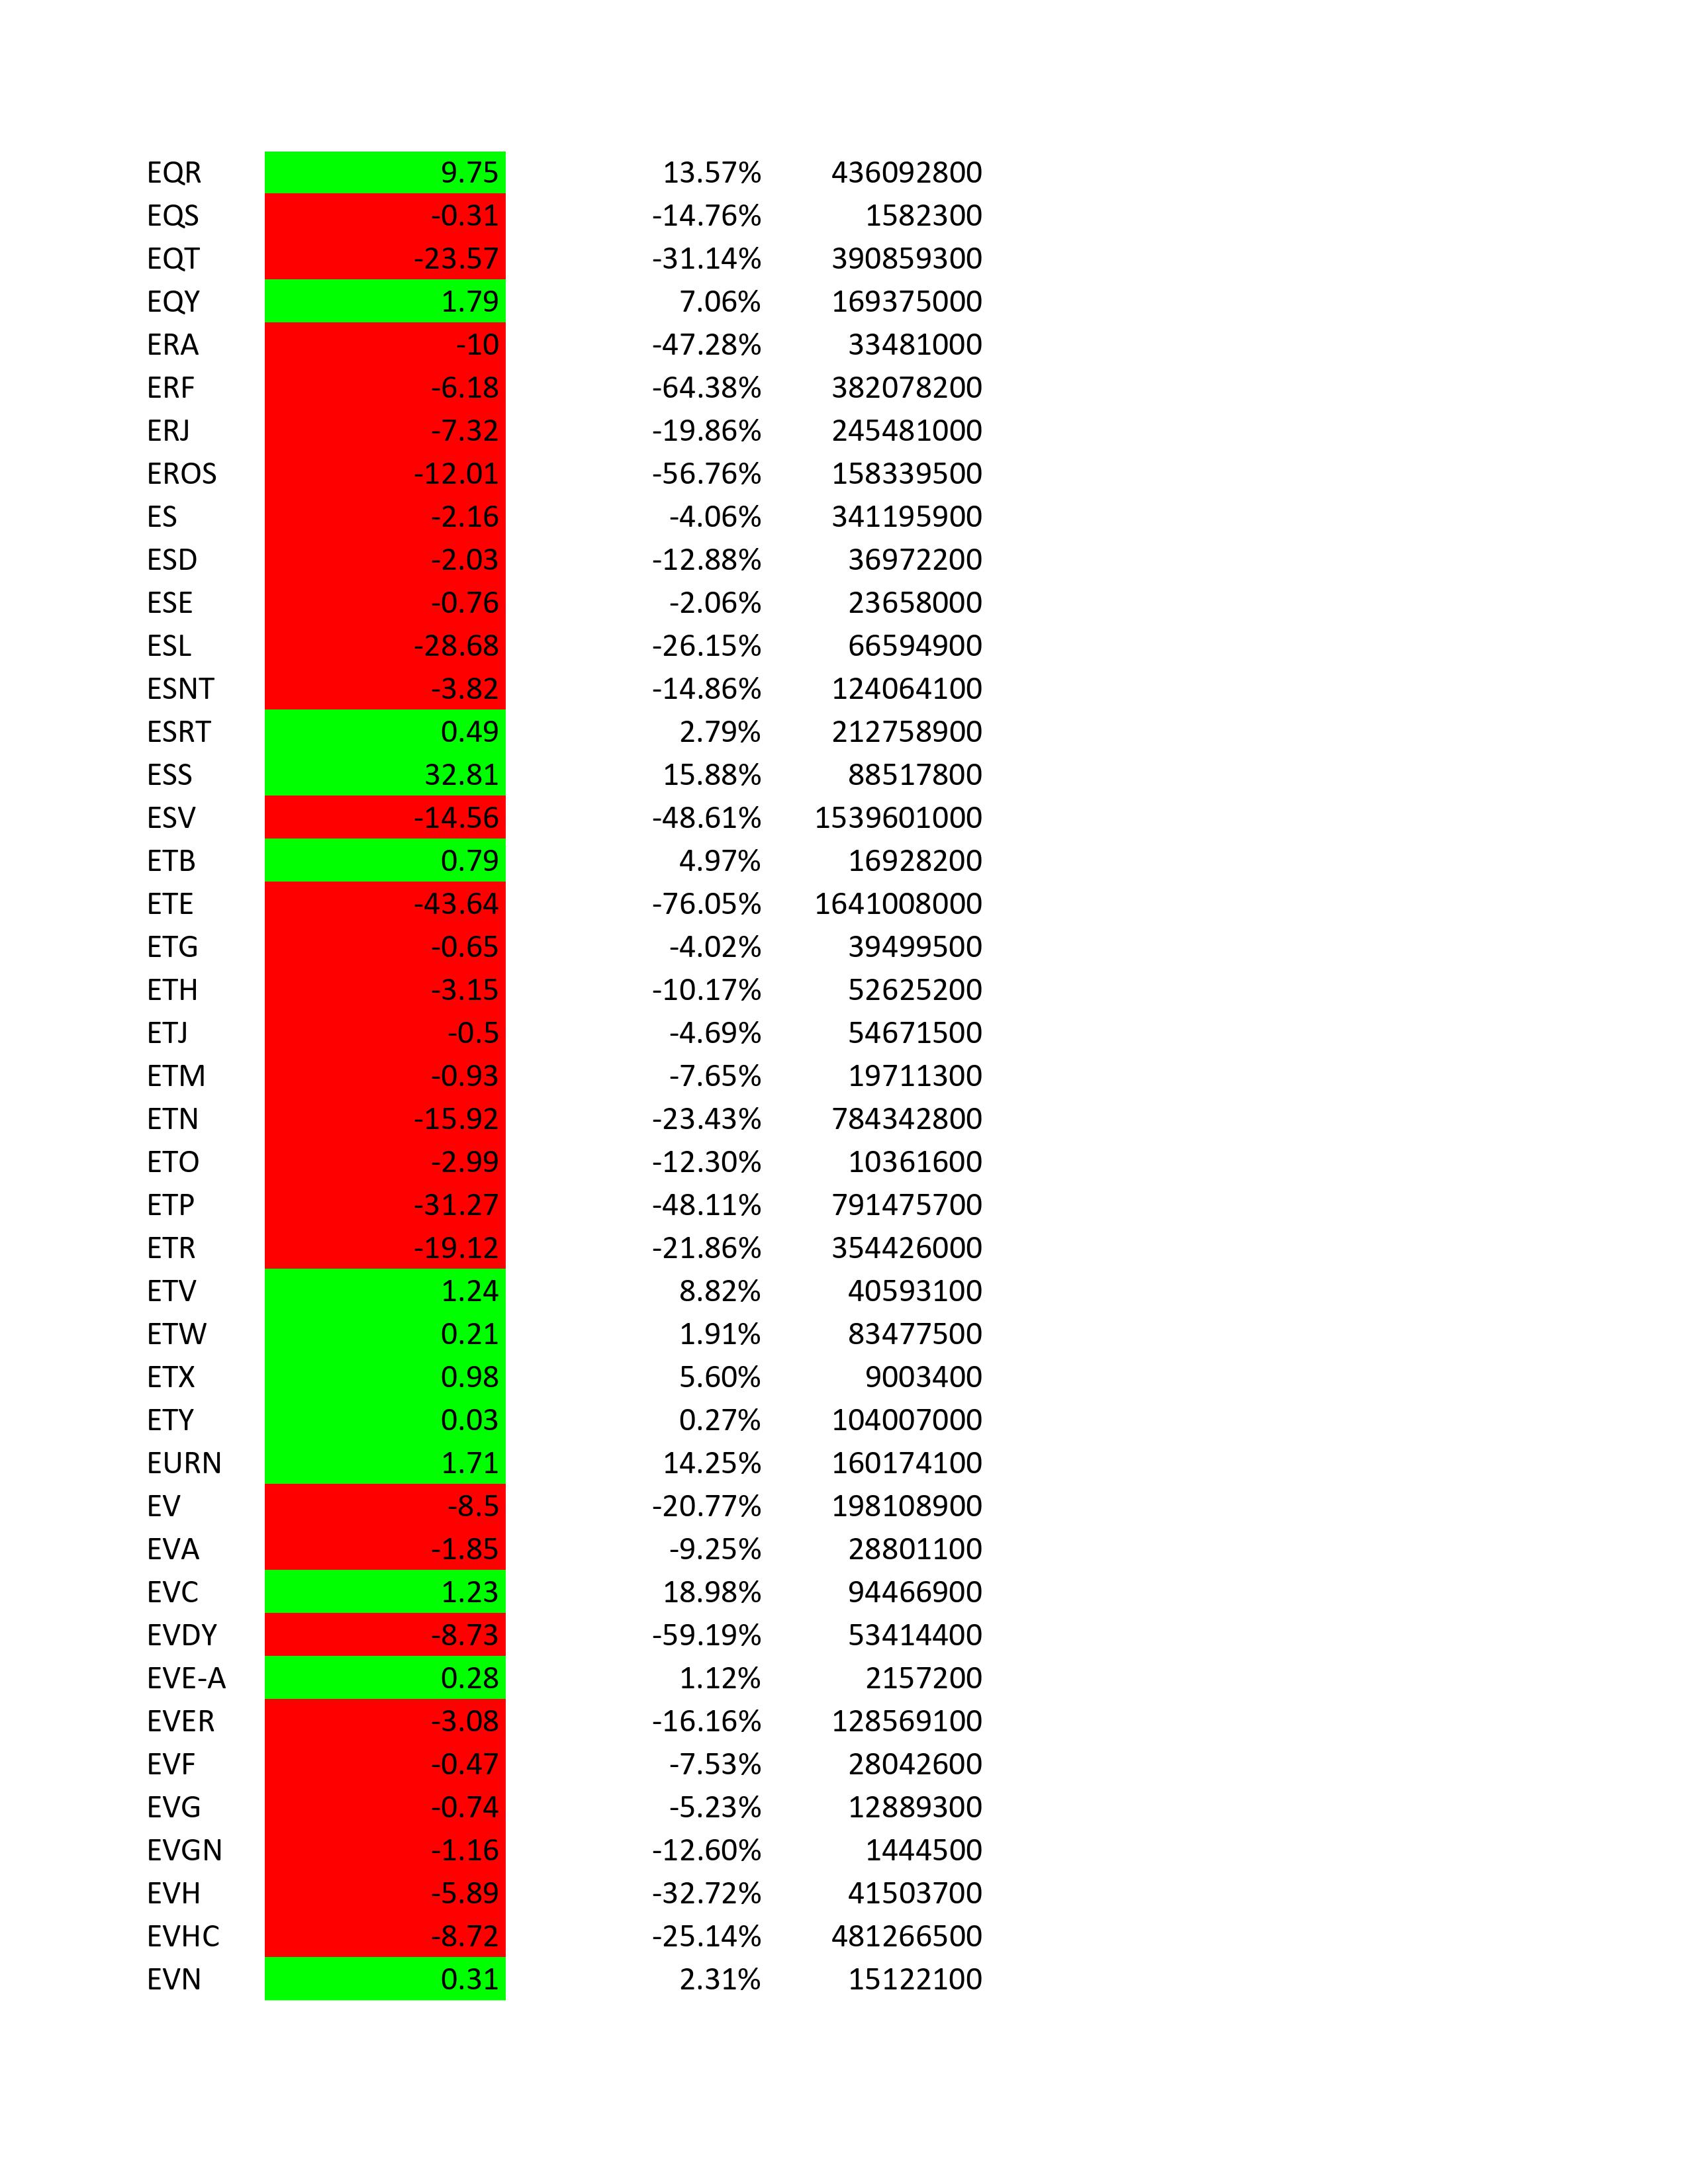 EQR 9.75 13.57% 436092800
EQS -0.31 -14.76% 1582300
EQT -23.57 -31.14% 390859300
EQY 1.79 7.06% 169375000
ERA -10 -47.28% 33481000
ERF -6.18 -64.38% 382078200
ERJ -7.32 -19.86% 245481000
EROS -12.01 -56.76% 158339500
ES -2.16 -4.06% 341195900
ESD -2.03 -12.88% 36972200
ESE -0.76 -2.06% 23658000
ESL -28.68 -26.15% 66594900
ESNT -3.82 -14.86% 124064100
ESRT 0.49 2.79% 212758900
ESS 32.81 15.88% 88517800
ESV -14.56 -48.61% 1539601000
ETB 0.79 4.97% 16928200
ETE -43.64 -76.05% 1641008000
ETG -0.65 -4.02% 39499500
ETH -3.15 -10.17% 52625200
ETJ -0.5 -4.69% 54671500
ETM -0.93 -7.65% 19711300
ETN -15.92 -23.43% 784342800
ETO -2.99 -12.30% 10361600
ETP -31.27 -48.11% 791475700
ETR -19.12 -21.86% 354426000
ETV 1.24 8.82% 40593100
ETW 0.21 1.91% 83477500
ETX 0.98 5.60% 9003400
ETY 0.03 0.27% 104007000
EURN 1.71 14.25% 160174100
EV -8.5 -20.77% 198108900
EVA -1.85 -9.25% 28801100
EVC 1.23 18.98% 94466900
EVDY -8.73 -59.19% 53414400
EVE-A 0.28 1.12% 2157200
EVER -3.08 -16.16% 128569100
EVF -0.47 -7.53% 28042600
EVG -0.74 -5.23% 12889300
EVGN -1.16 -12.60% 1444500
EVH -5.89 -32.72% 41503700
EVHC -8.72 -25.14% 481266500
EVN 0.31 2.31% 15122100